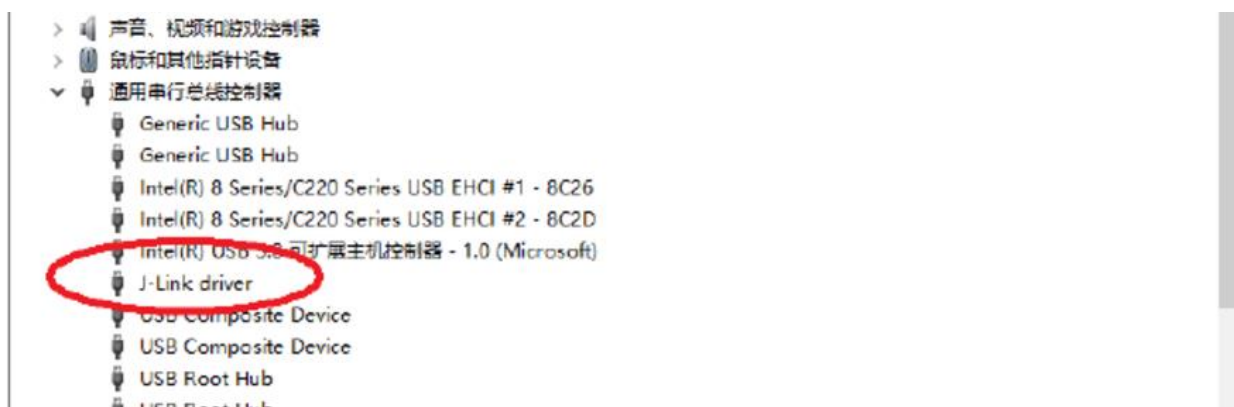 声音、视频和游戏控制器
鼠标和其他指针设备
通用串行总线控制器
Generic USB Hub
Generic USB Hub
Intel(R) 8 Series/C220 Series USB EHCI #1 - 8C26
Intel(R) 8 Series/C220 Series USB EHCI #2 - 8C2D
Intel(R) USB 3.0 可扩展主机控制器 - 1.0 (Microsoft)
J-Link driver
USB Composite Device
USB Composite Device
USB Root Hub
USB Root Hub